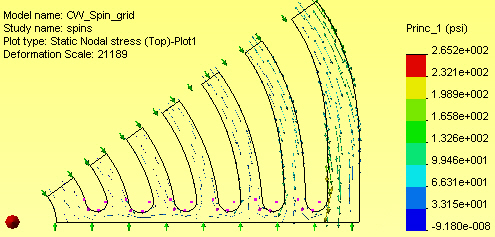 Model name: CW_Spin_grid
Study name: spins
Plot type: Static Nodal stress (Top)-Plot1
Deformation Scale: 21189
Princ_1 (psi)
2.652e+002
2.321e+002
1.989e+002
1.658e+002
1.326e+002
9.946e+001
6.631e+001
3.315e+001
-9.180e-008